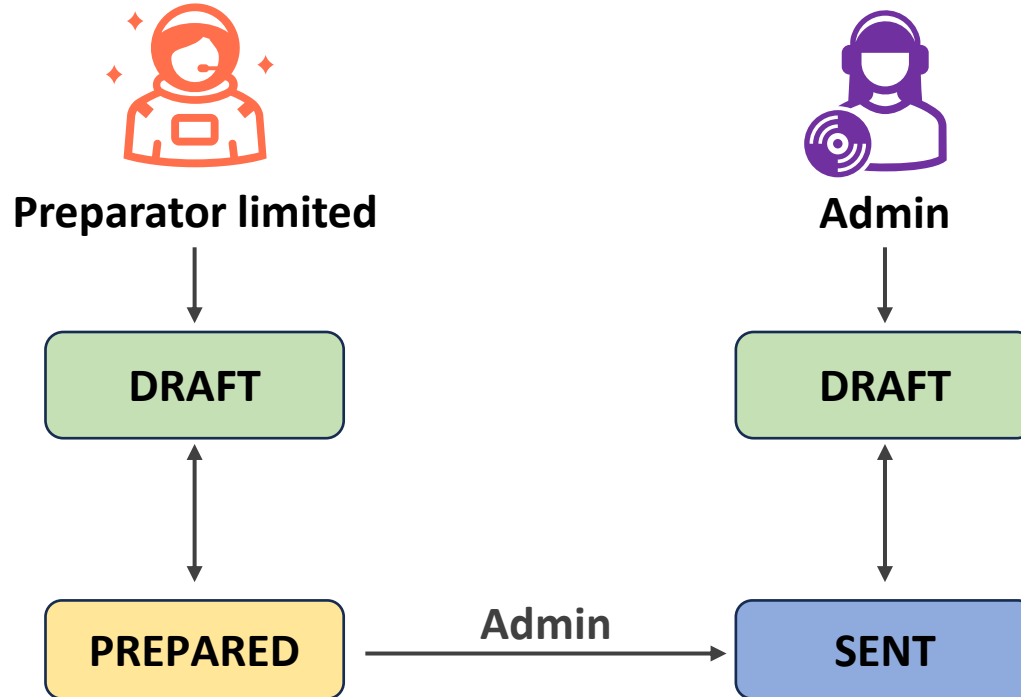 Preparator limited
Admin
DRAFT
DRAFT
Admin
PREPARED
SENT